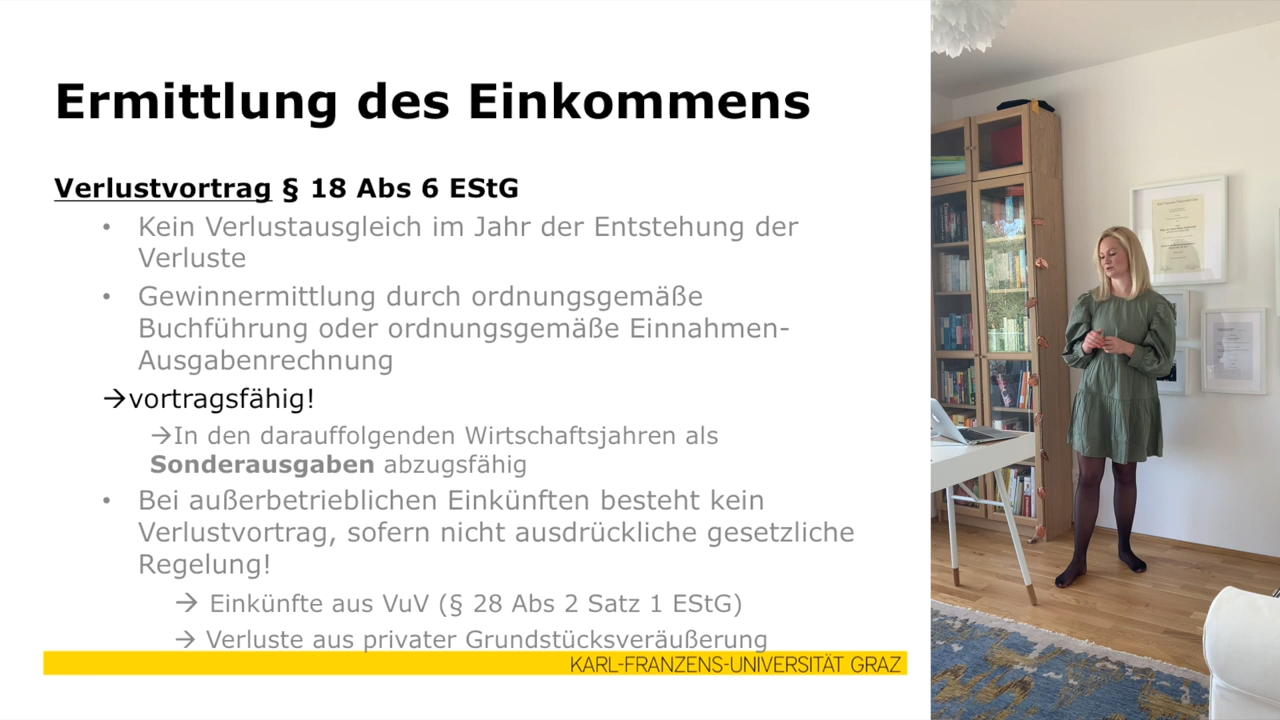 Ermittlung des Einkommens
Verlustvortrag § 18 Abs 6 EStG
• Kein Verlustausgleich im Jahr der Entstehung der
Verluste
• Gewinnermittlung durch ordnungsgemäße
Buchführung oder ordnungsgemäße Einnahmen-
Ausgabenrechnung
→vortragsfähig!
→In den darauffolgenden Wirtschaftsjahren als
Sonderausgaben abzugsfähig
• Bei außerbetrieblichen Einkünften besteht kein
Verlustvortrag, sofern nicht ausdrückliche gesetzliche
Regelung!
→ Einkünfte aus VuV (§ 28 Abs 2 Satz 1 EStG)
→ Verluste aus privater Grundstücksveräußerung
KARL-FRANZENS-UNIVERSITÄT GRAZ